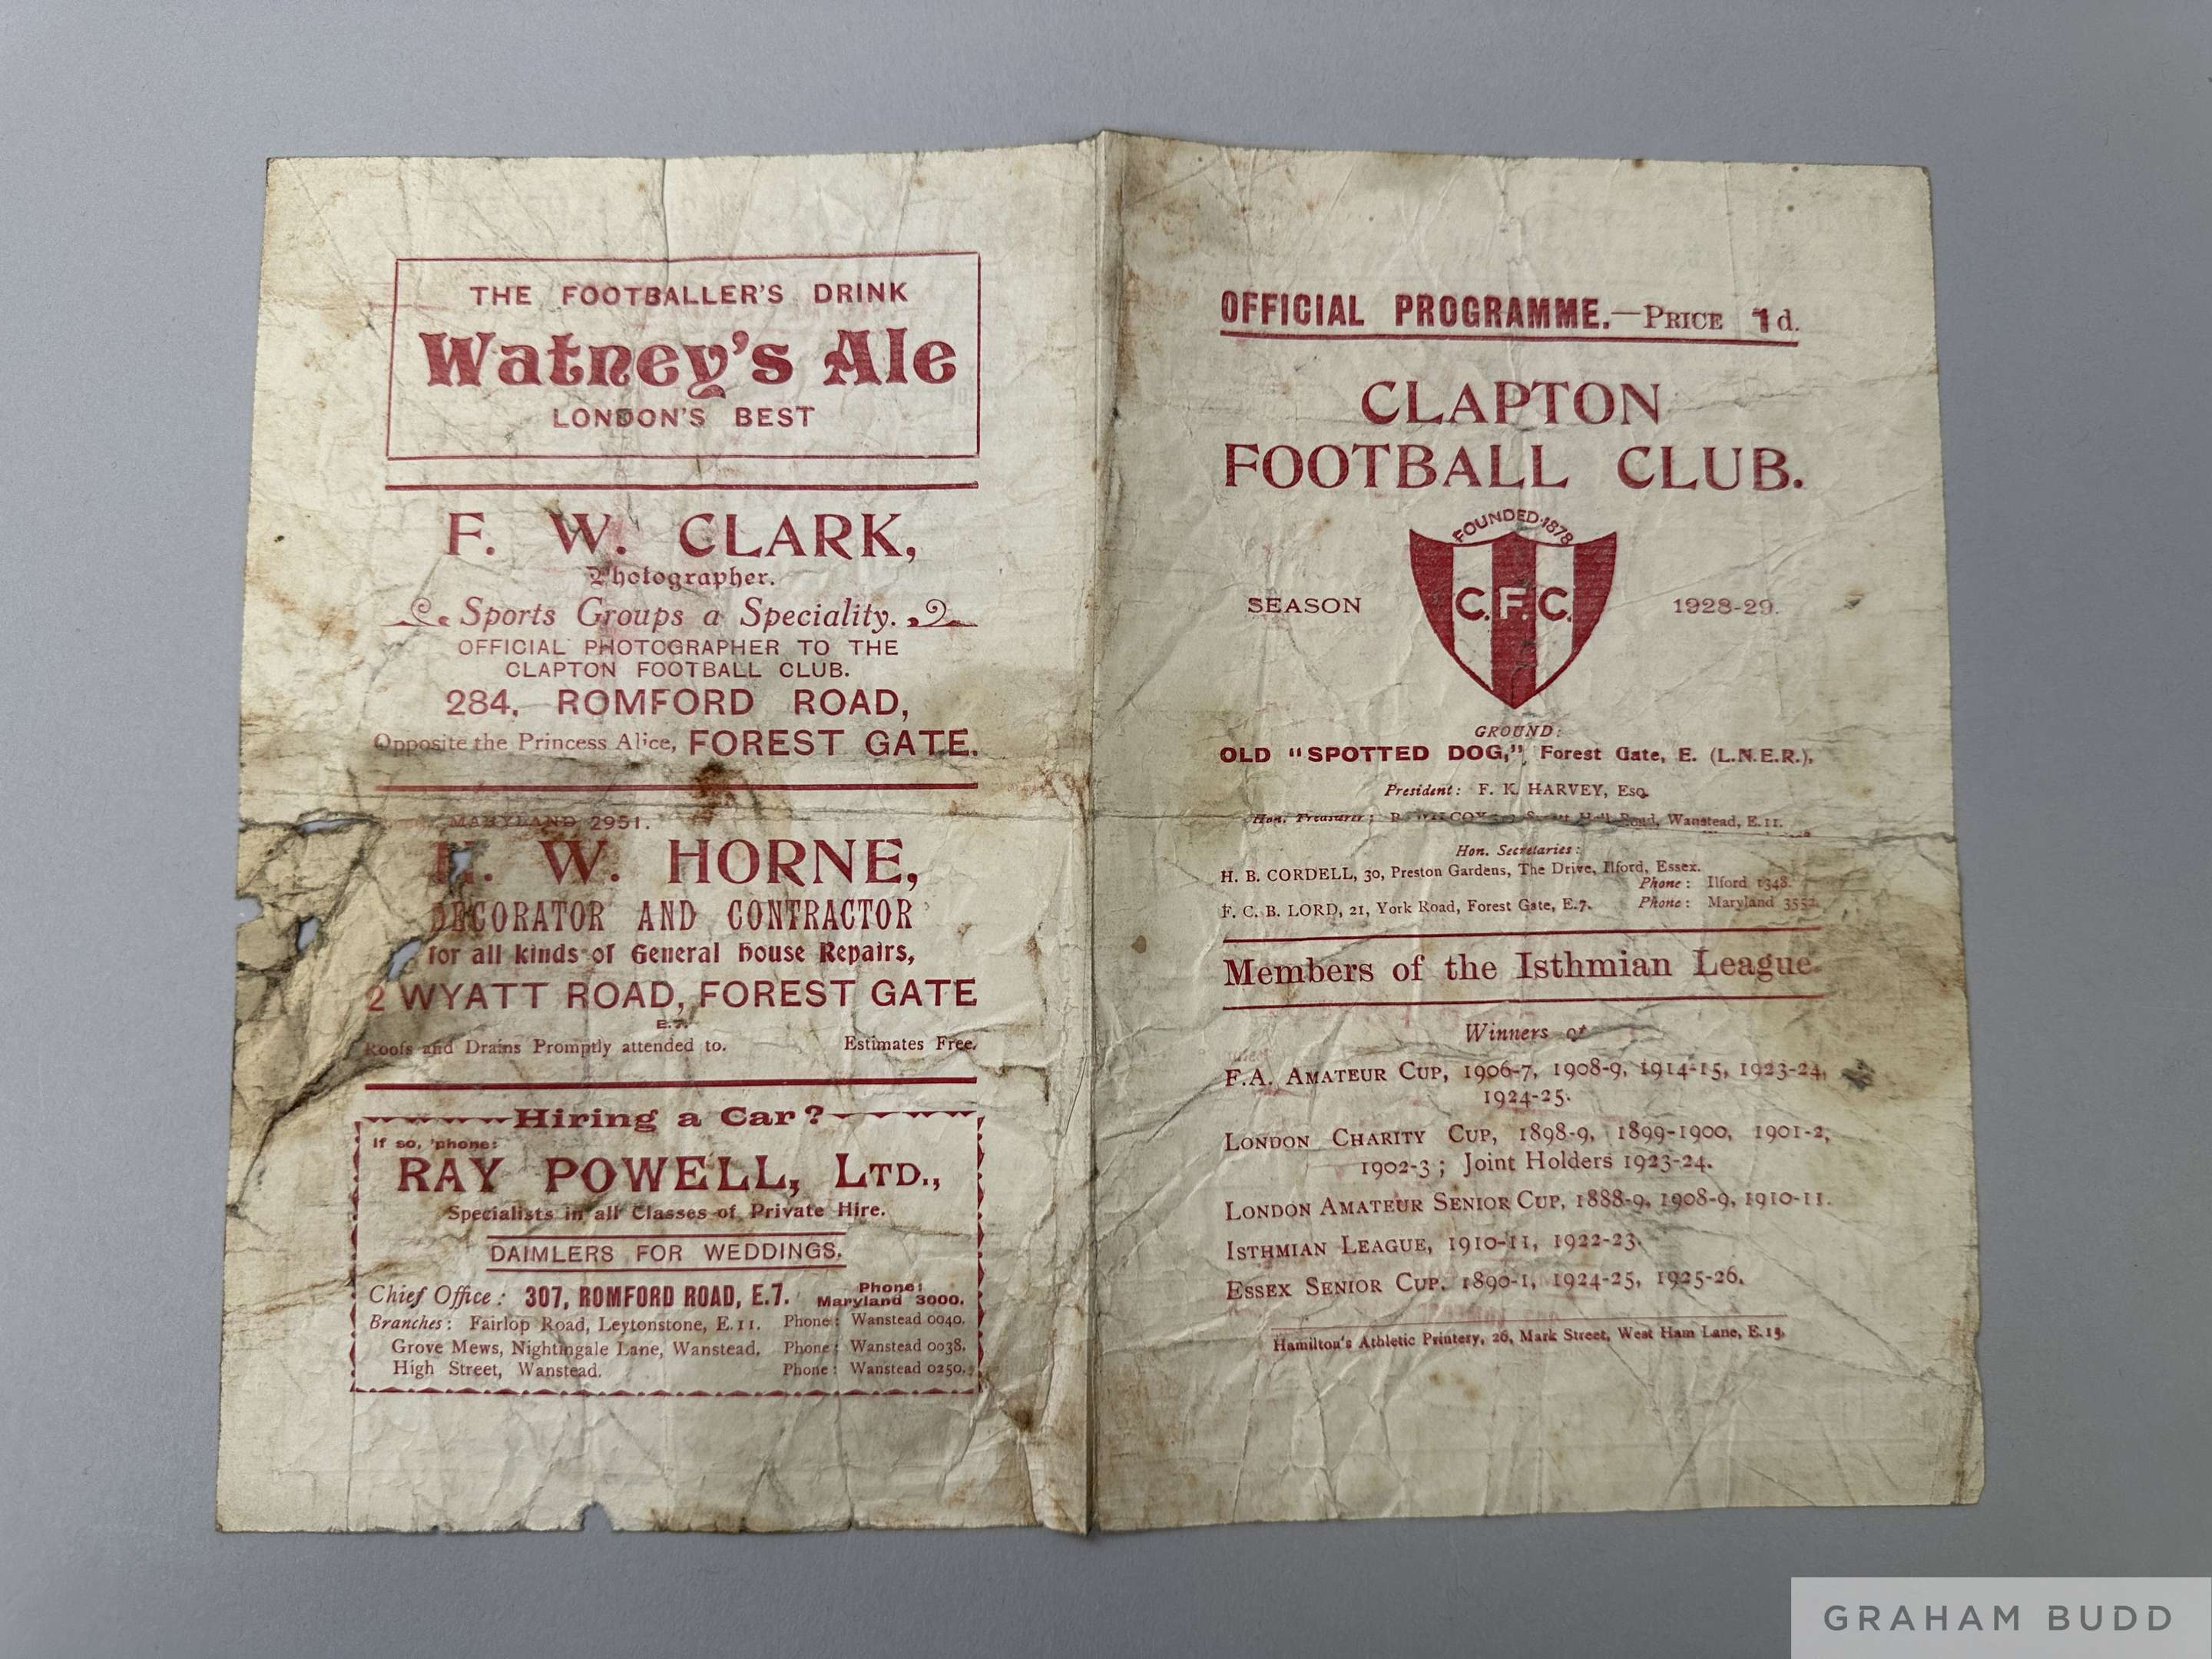 THE FOOTBALLER'S DRINK
Watney's Ale
LONDON'S BEST
F. W. CLARK,
Photographer.
Sports Groups a Speciality.
OFFICIAL PHOTOGRAPHER TO THE
CLAPTON FOOTBALL CLUB.
284, ROMFORD ROAD,
Opposite the Princess Alice, FOREST GATE.
MARYLAND 2951.
W. HORNE,
DECORATOR AND CONTRACTOR
for all kinds of General House Repairs,
2 WYATT ROAD, FOREST GATE
E.7.
Roofs and Drains Promptly attended to. Estimates Free.
Hiring a Car?
If so, 'phone:
RAY POWELL, LTD.,
Specialists in all Classes of Private Hire.
DAIMLERS FOR WEDDINGS.
Chief Office: 307, ROMFORD ROAD, E.7. Phone: Maryland 3000.
Branches: Fairlop Road, Leytonstone, E.11. Phone: Wanstead 0040.
Grove Mews, Nightingale Lane, Wanstead. Phone: Wanstead 0038.
High Street, Wanstead. Phone: Wanstead 0250.
OFFICIAL PROGRAMME.—PRICE 1d.
CLAPTON
FOOTBALL CLUB.
FOUNDED 1878
SEASON C.F.C. 1928-29.
GROUND:
OLD "SPOTTED DOG," Forest Gate, E. (L.N.E.R.),
President: F. K. HARVEY, Esq.
Hon. Treasurer: Hall Road, Wanstead, E.11.
Hon. Secretaries:
H. B. CORDELL, 30, Preston Gardens, The Drive, Ilford, Essex.
Phone: Ilford 1348.
F. C. B. LORD, 21, York Road, Forest Gate, E.7. Phone: Maryland 3552.
Members of the Isthmian League.
Winners of
F.A. AMATEUR CUP, 1906-7, 1908-9, 1914-15, 1923-24,
1924-25.
LONDON CHARITY CUP, 1898-9, 1899-1900, 1901-2,
1902-3; Joint Holders 1923-24.
LONDON AMATEUR SENIOR CUP, 1888-9, 1908-9, 1910-11.
ISTHMIAN LEAGUE, 1910-11, 1922-23.
ESSEX SENIOR CUP, 1890-1, 1924-25, 1925-26.
Hamilton's Athletic Printery, 26, Mark Street, West Ham Lane, E.15.
GRAHAM BUDD